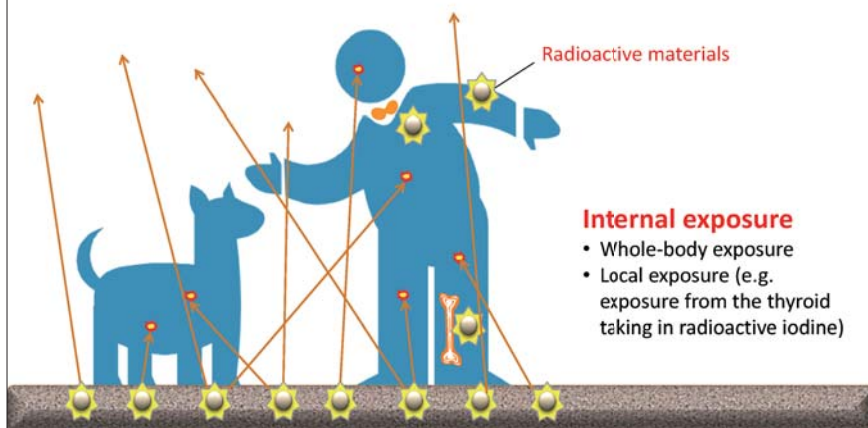 Radioactive materials
Internal exposure
• Whole-body exposure
• Local exposure (e.g.
exposure from the thyroid
taking in radioactive iodine)